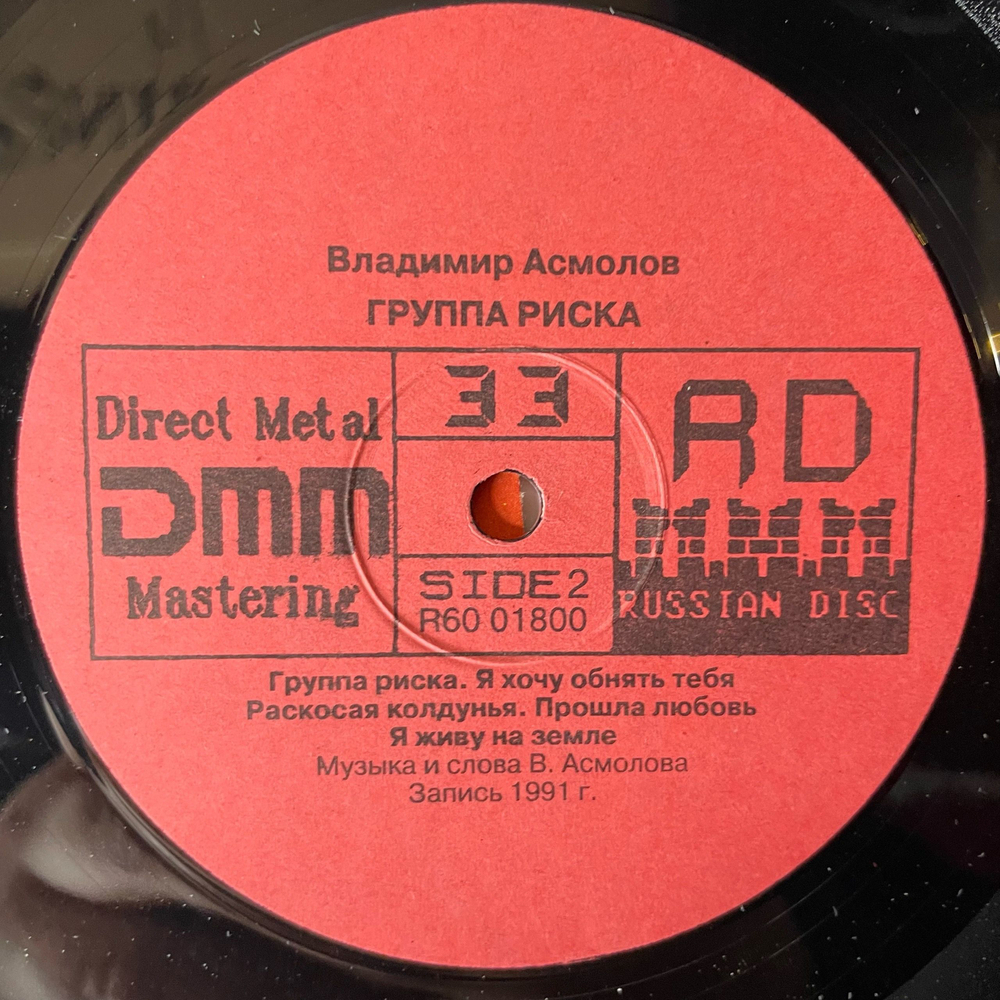 Владимир Асмолов
ГРУППА РИСКА
Direct Metal
DMM
Mastering
33
SIDE 2
R60 01800
RD
RUSSIAN DISC
Группа риска. Я хочу обнять тебя
Раскосая колдунья. Прошла любовь
Я живу на земле
Музыка и слова В. Асмолова
Запись 1991 г.